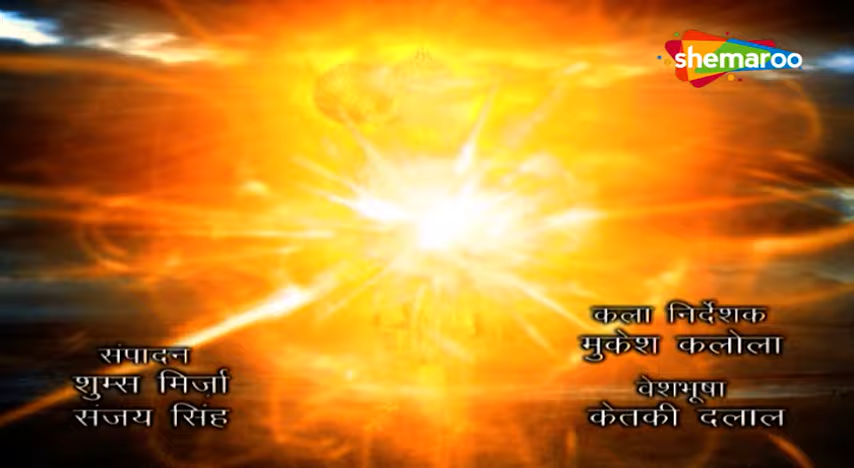 shemaroo
संपादन
शुम्स मिर्ज़ा
संजय सिंह
कला निर्देशक
मुकेश कलोला
वेशभूषा
केतकी दलाल